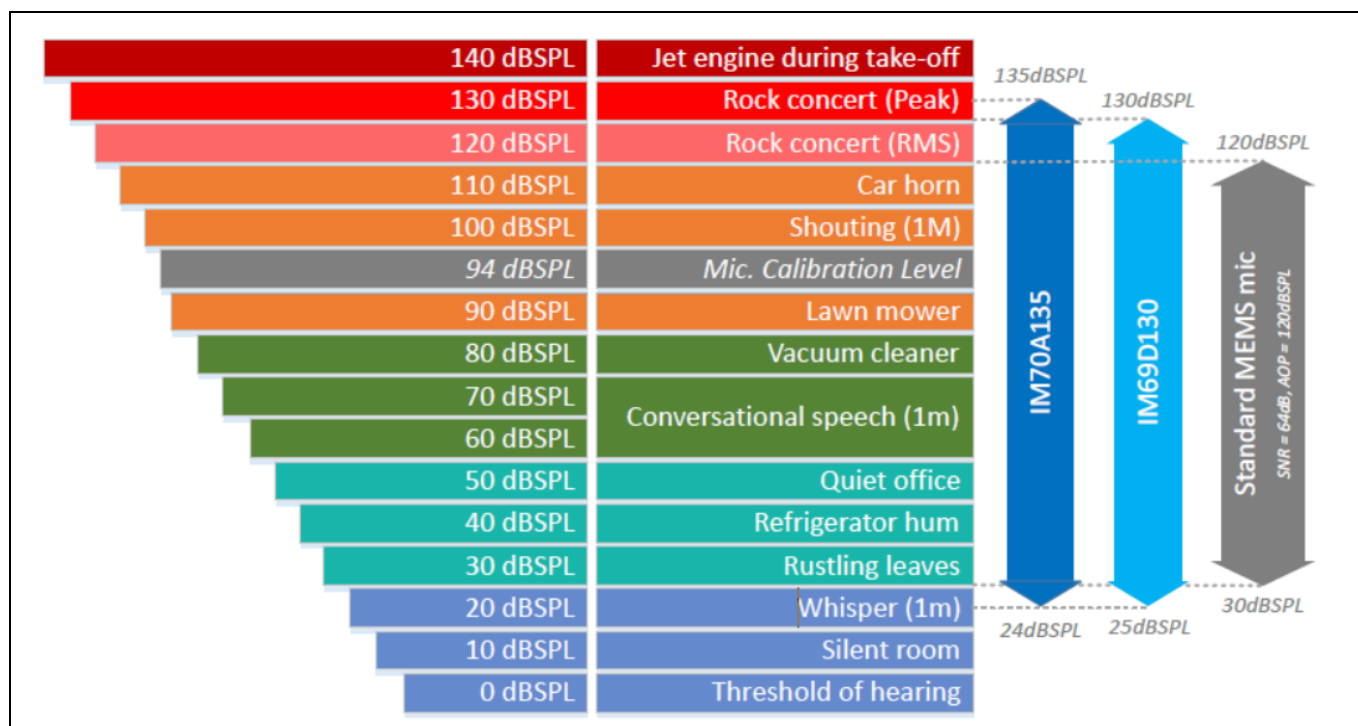 140 dBSPL Jet engine during take-off
135dBSPL
130 dBSPL Rock concert (Peak)
130dBSPL
120 dBSPL Rock concert (RMS)
120dBSPL
110 dBSPL Car horn
100 dBSPL Shouting (1M)
94 dBSPL Mic. Calibration Level
90 dBSPL Lawn mower
80 dBSPL Vacuum cleaner
70 dBSPL
Conversational speech (1m)
60 dBSPL
50 dBSPL Quiet office
40 dBSPL Refrigerator hum
30 dBSPL Rustling leaves
20 dBSPL Whisper (1m)
10 dBSPL Silent room
0 dBSPL Threshold of hearing
IM70A135
IM69D130
Standard MEMS mic
SNR = 64dB, AOP = 120dBSPL
24dBSPL
25dBSPL
30dBSPL